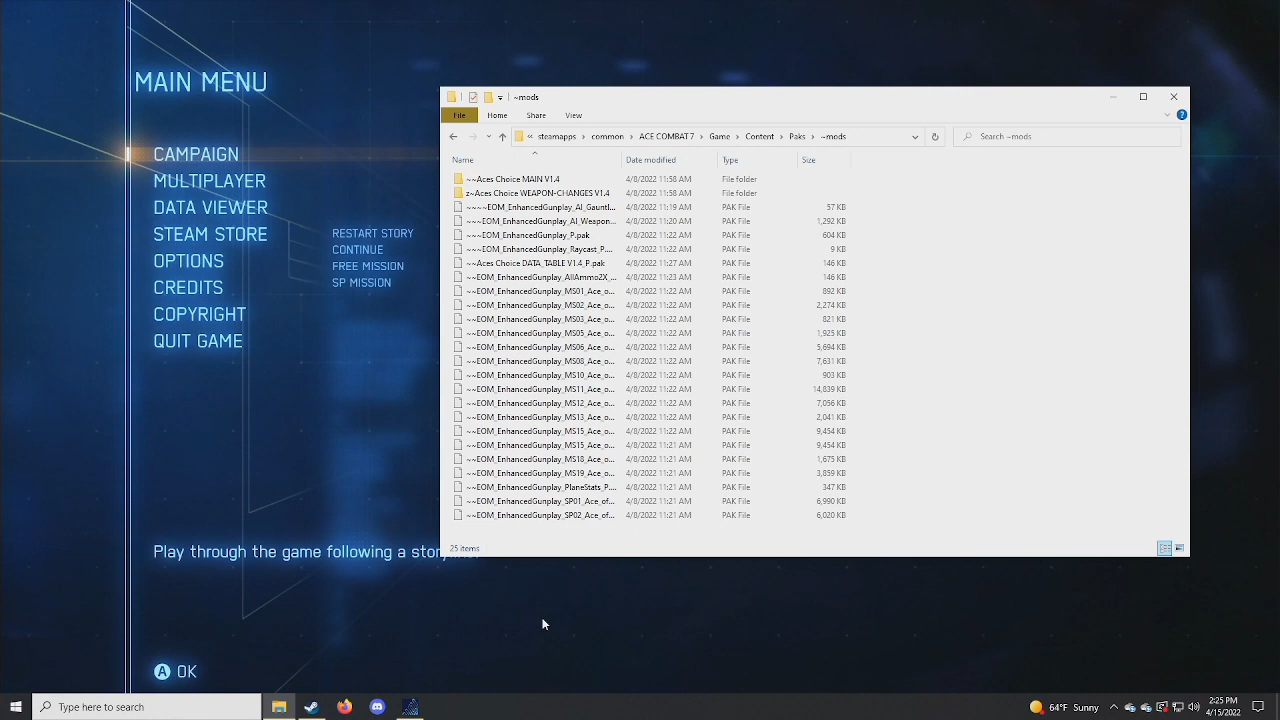 MAIN MENU
CAMPAIGN
MULTIPLAYER
DATA VIEWER
STEAM STORE
OPTIONS
CREDITS
COPYRIGHT
QUIT GAME
RESTART STORY
CONTINUE
FREE MISSION
SP MISSION
Play through the game following a story
A OK
~mods
File Home Share View
« steamapps > common > ACE COMBAT 7 > Game > Content > Paks > ~mods
Search ~mods
Name Date modified Type Size
~~Aces Choice MAIN V1.4 4/8/2022 11:58 AM File folder
z~Aces Choice WEAPON-CHANGES V1.4 4/8/2022 11:58 AM File folder
~~~~EOM_EnhancedGunplay_AI_Gauntl... 4/8/2022 11:19 AM PAK File 57 KB
~~~EOM_EnhancedGunplay_AI_Weapon... 4/8/2022 11:20 AM PAK File 1,292 KB
~~~EOM_EnhancedGunplay_P.pak 4/8/2022 11:22 AM PAK File 604 KB
~~~EOM_EnhancedGunplay_Raycast_P.... 4/8/2022 11:22 AM PAK File 9 KB
~~Aces Choice DATA_TABLE V1.4_P.pak 4/8/2022 11:27 AM PAK File 146 KB
~~EOM_EnhancedGunplay_AllAmmo2X_... 4/8/2022 11:23 AM PAK File 146 KB
~~EOM_EnhancedGunplay_MS01_Ace_o... 4/8/2022 11:22 AM PAK File 892 KB
~~EOM_EnhancedGunplay_MS02_Ace_o... 4/8/2022 11:22 AM PAK File 2,274 KB
~~EOM_EnhancedGunplay_MS03_Ace_o... 4/8/2022 11:22 AM PAK File 821 KB
~~EOM_EnhancedGunplay_MS05_Ace_o... 4/8/2022 11:22 AM PAK File 1,925 KB
~~EOM_EnhancedGunplay_MS06_Ace_o... 4/8/2022 11:22 AM PAK File 5,694 KB
~~EOM_EnhancedGunplay_MS08_Ace_o... 4/8/2022 11:22 AM PAK File 7,631 KB
~~EOM_EnhancedGunplay_MS10_Ace_o... 4/8/2022 11:22 AM PAK File 903 KB
~~EOM_EnhancedGunplay_MS11_Ace_o... 4/8/2022 11:22 AM PAK File 14,839 KB
~~EOM_EnhancedGunplay_MS12_Ace_o... 4/8/2022 11:22 AM PAK File 7,056 KB
~~EOM_EnhancedGunplay_MS13_Ace_o... 4/8/2022 11:22 AM PAK File 2,041 KB
~~EOM_EnhancedGunplay_MS15_Ace_o... 4/8/2022 11:22 AM PAK File 9,454 KB
~~EOM_EnhancedGunplay_MS15_Ace_o... 4/8/2022 11:21 AM PAK File 9,454 KB
~~EOM_EnhancedGunplay_MS18_Ace_o... 4/8/2022 11:21 AM PAK File 1,675 KB
~~EOM_EnhancedGunplay_MS19_Ace_o... 4/8/2022 11:21 AM PAK File 3,859 KB
~~EOM_EnhancedGunplay_PlaneStats_P.... 4/8/2022 11:21 AM PAK File 347 KB
~~EOM_EnhancedGunplay_SP01_Ace_of... 4/8/2022 11:21 AM PAK File 6,990 KB
~~EOM_EnhancedGunplay_SP02_Ace_of... 4/8/2022 11:21 AM PAK File 6,020 KB
25 items
Type here to search
64°F Sunny
2:25 PM
4/15/2022